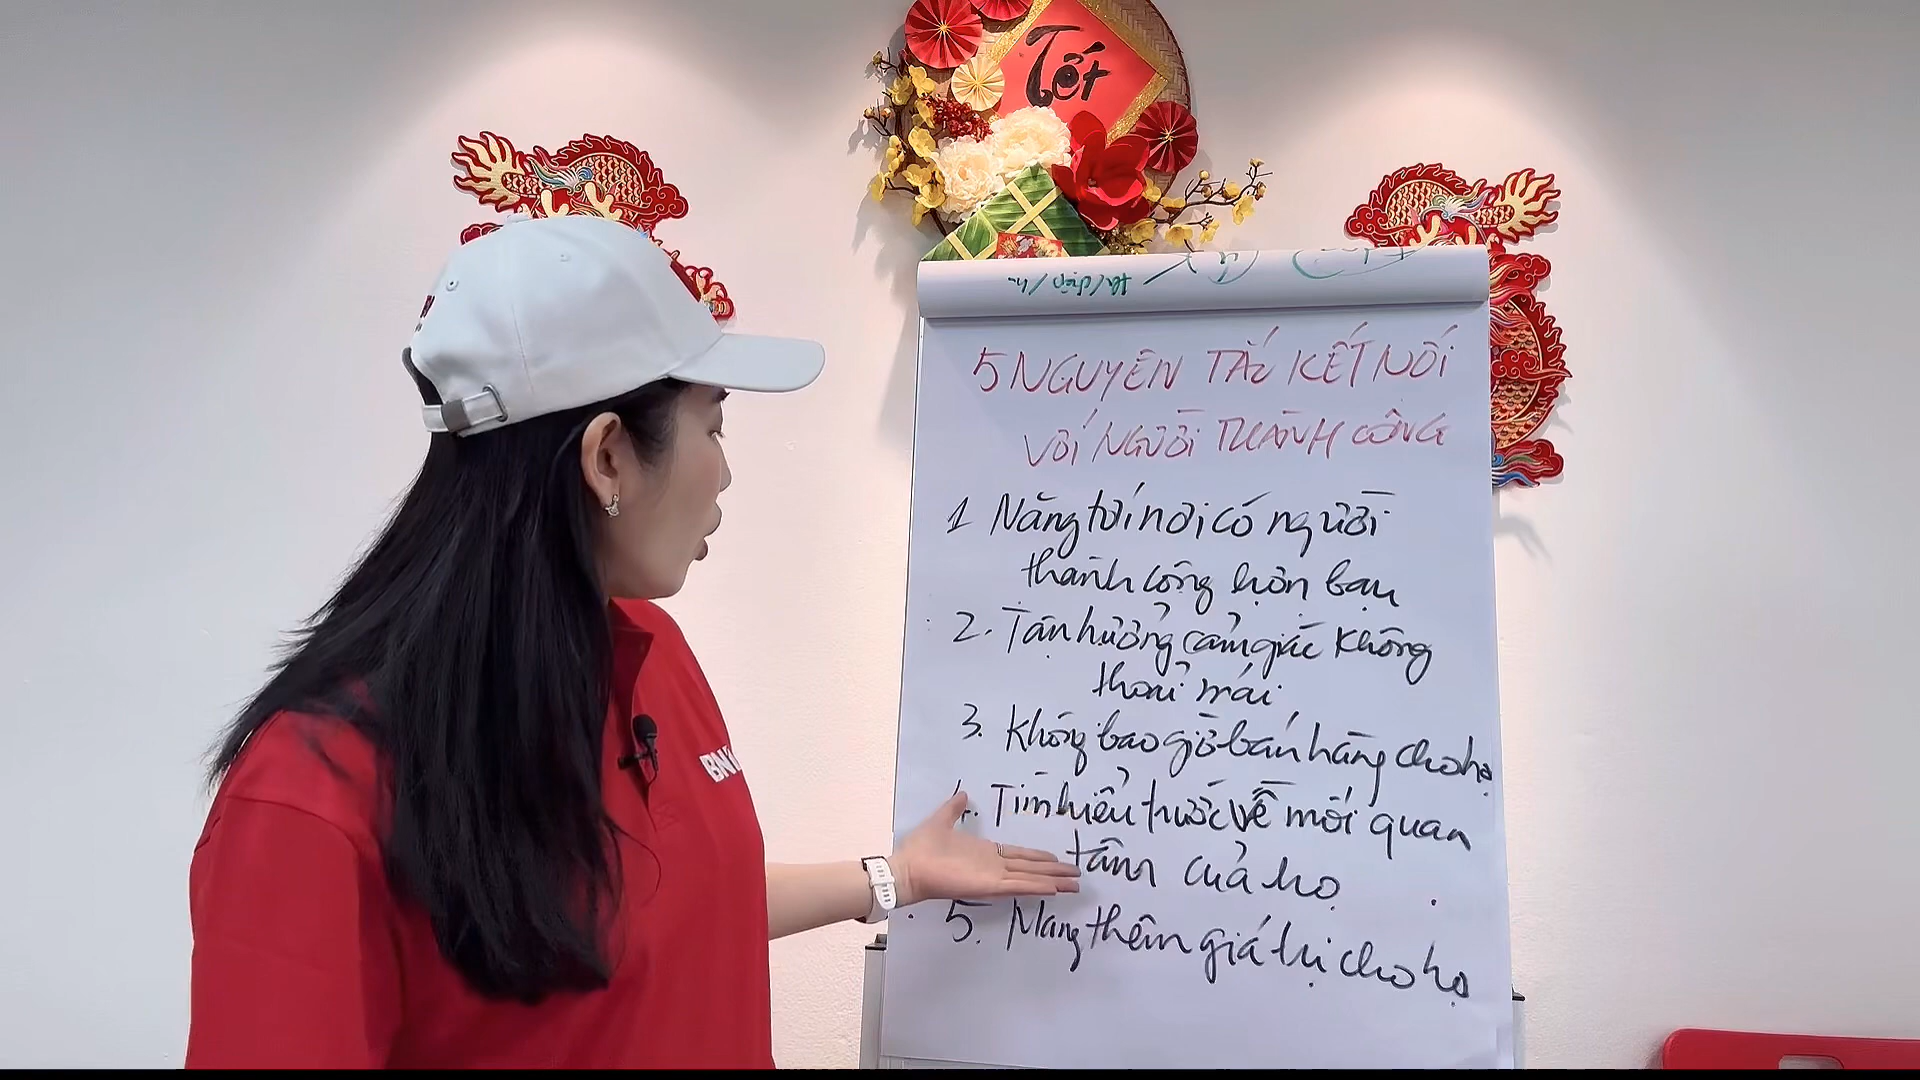 Tết
5 NGUYÊN TẮC KẾT NỐI
VỚI NGƯỜI THÀNH CÔNG
1 Năng tới nơi có người
thành công hơn bạn
2. Tận hưởng cảm giác không
thoải mái
3. Không bao giờ bán hàng cho họ
4. Tìm hiểu trước về mối quan
tâm của họ
5. Mang thêm giá trị cho họ
BNI